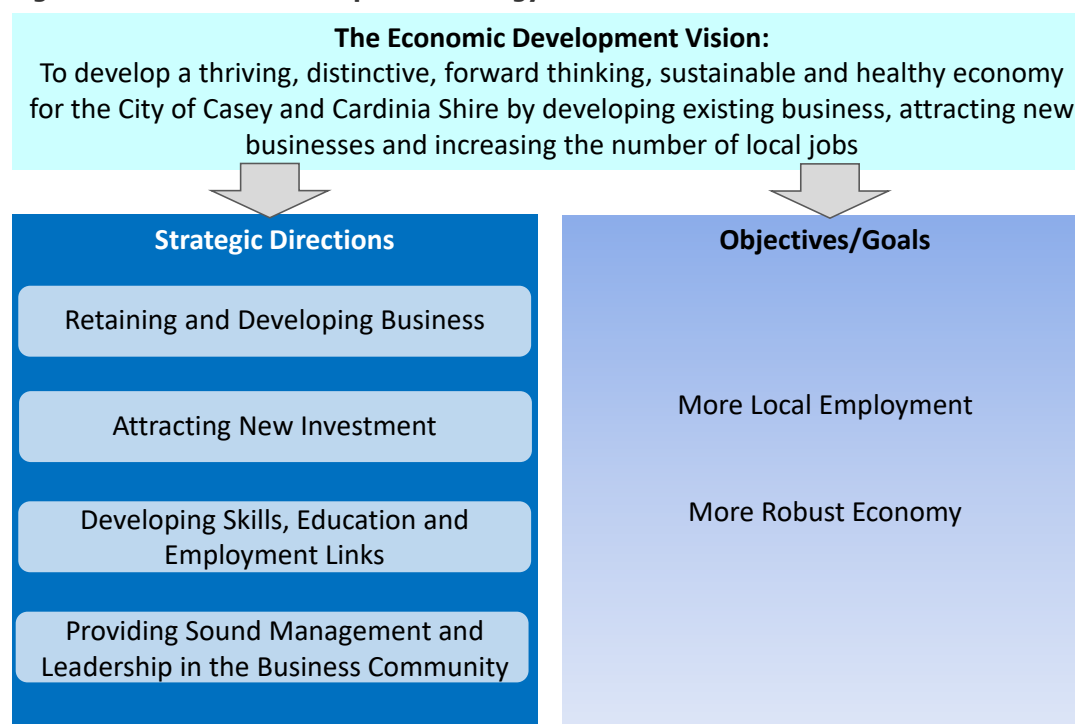 The Economic Development Vision:
To develop a thriving, distinctive, forward thinking, sustainable and healthy economy
for the City of Casey and Cardinia Shire by developing existing business, attracting new
businesses and increasing the number of local jobs
Strategic Directions
Retaining and Developing Business
Attracting New Investment
Developing Skills, Education and
Employment Links
Providing Sound Management and
Leadership in the Business Community
Objectives/Goals
More Local Employment
More Robust Economy